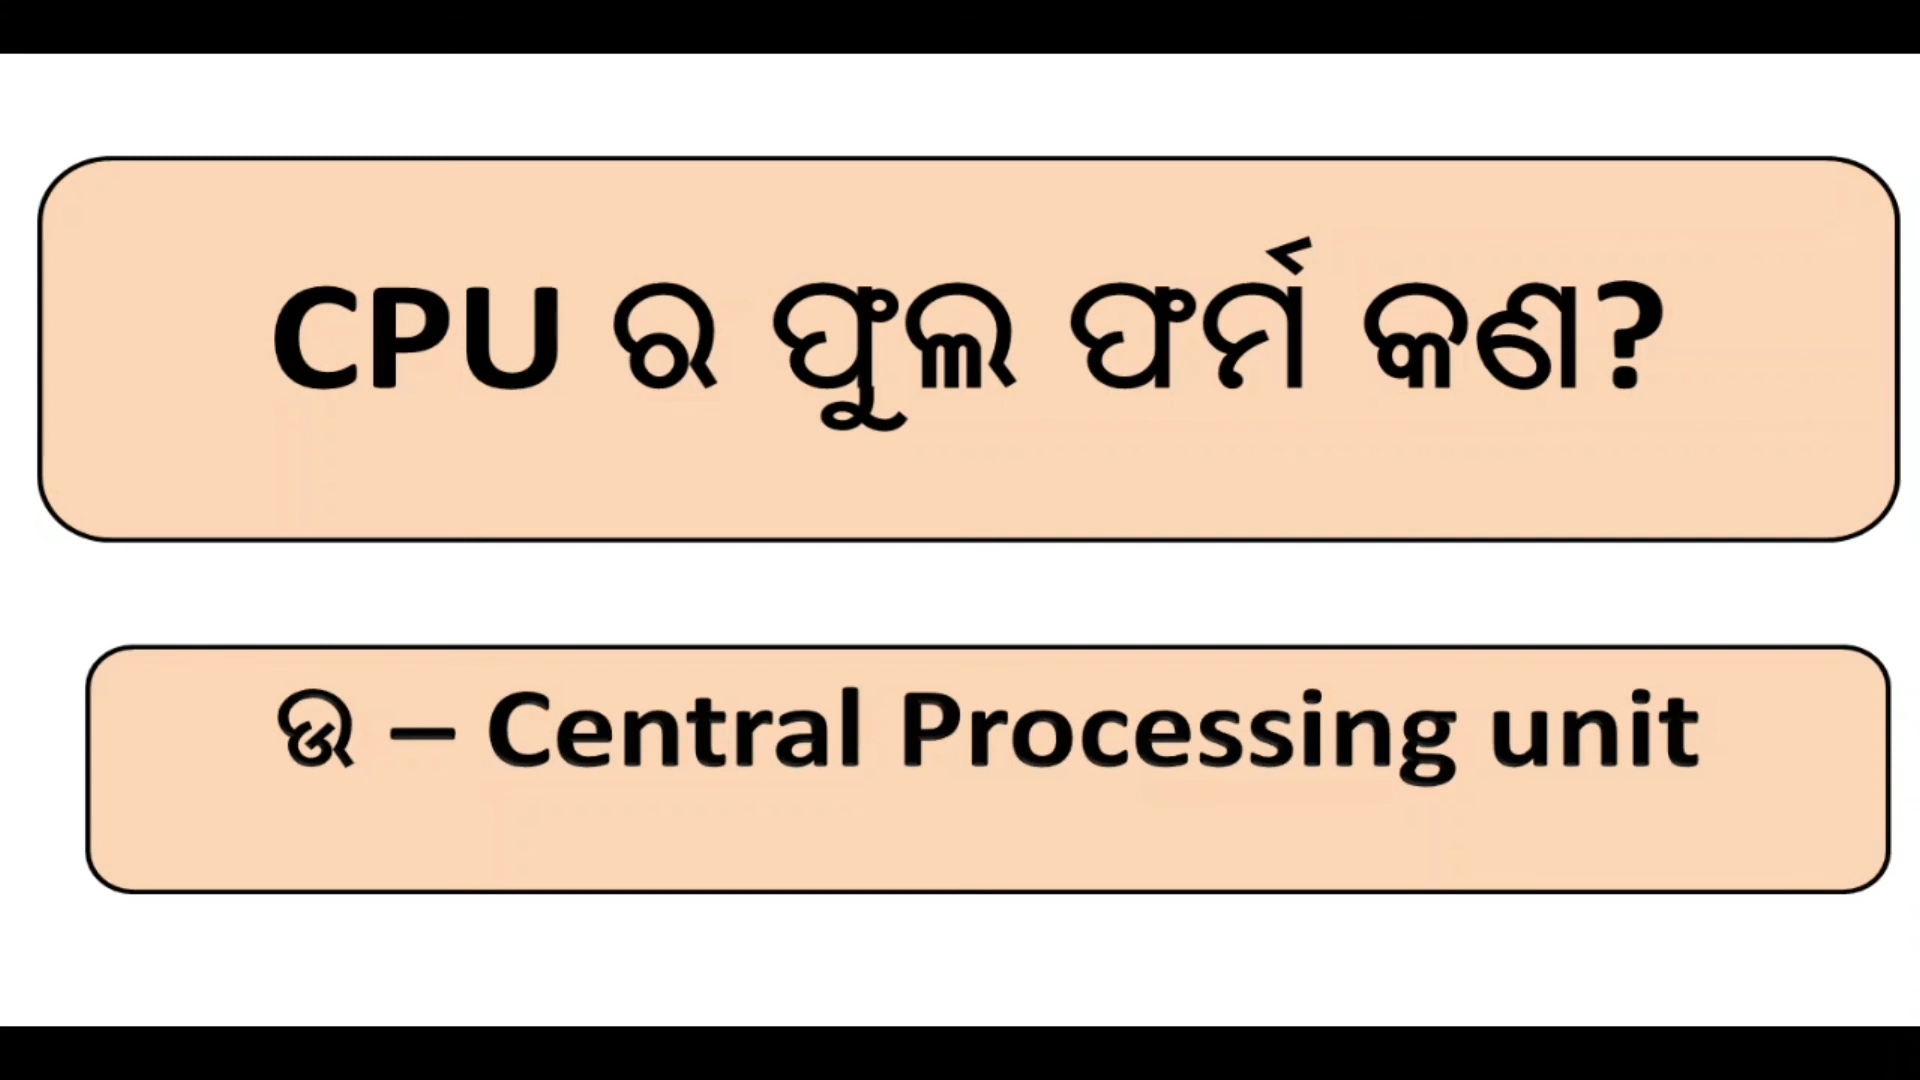 CPU ର ଫୁଲ ଫର୍ମ କଣ?
ଉ – Central Processing unit